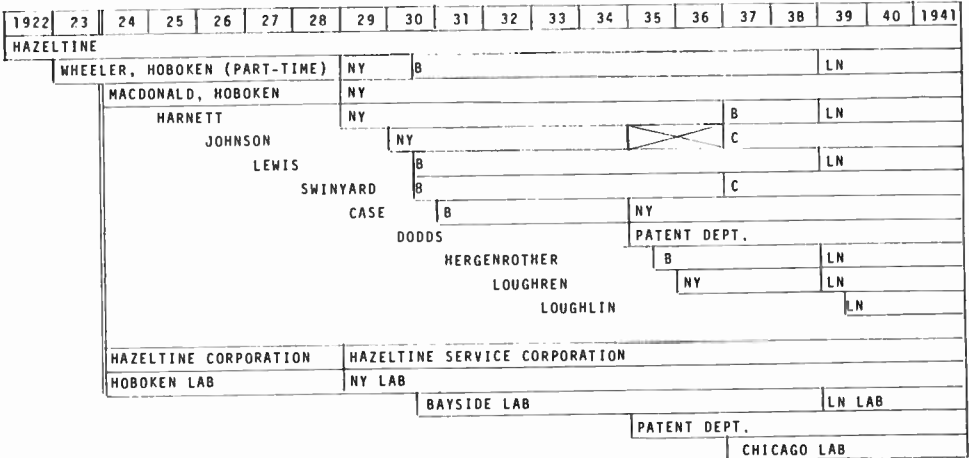 1922 23 24 25 26 27 28 29 30 31 32 33 34 35 36 37 38 39 40 1941
HAZELTINE
WHEELER, HOBOKEN (PART-TIME) NY B LN
MACDONALD, HOBOKEN NY
HARNETT NY B LN
JOHNSON NY C
LEWIS B LN
SWINYARD B C
CASE B NY
DODDS PATENT DEPT.
HERGENROTHER B LN
LOUGHREN NY LN
LOUGHLIN LN
HAZELTINE CORPORATION HAZELTINE SERVICE CORPORATION
HOBOKEN LAB NY LAB
BAYSIDE LAB LN LAB
PATENT DEPT.
CHICAGO LAB